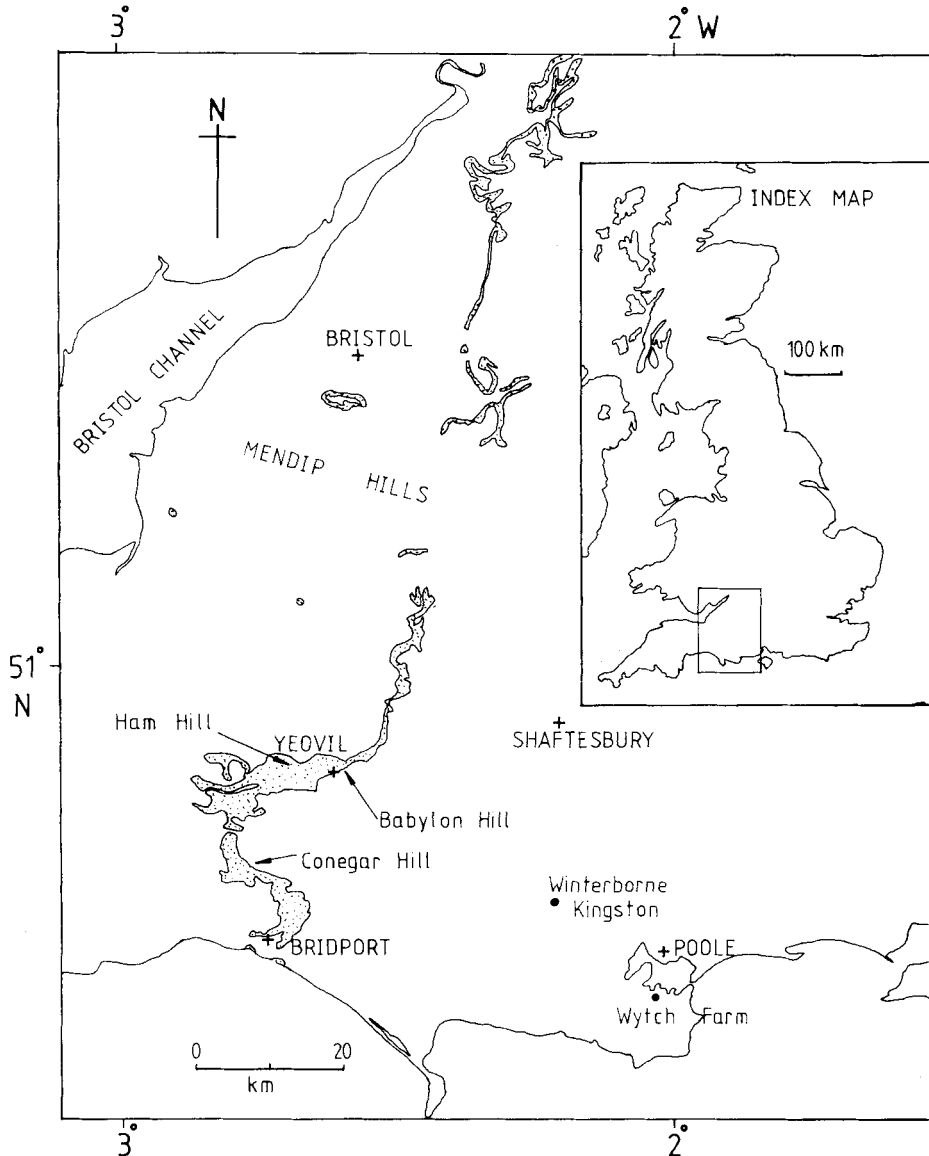 3°
2° W
N
INDEX MAP
100 km
BRISTOL
BRISTOL CHANNEL
MENDIP HILLS
51°
N
Ham Hill
YEOVIL
SHAFTESBURY
Babylon Hill
Conegar Hill
Winterborne
Kingston
BRIDPORT
POOLE
Wytch Farm
0 20
km
3°
2°